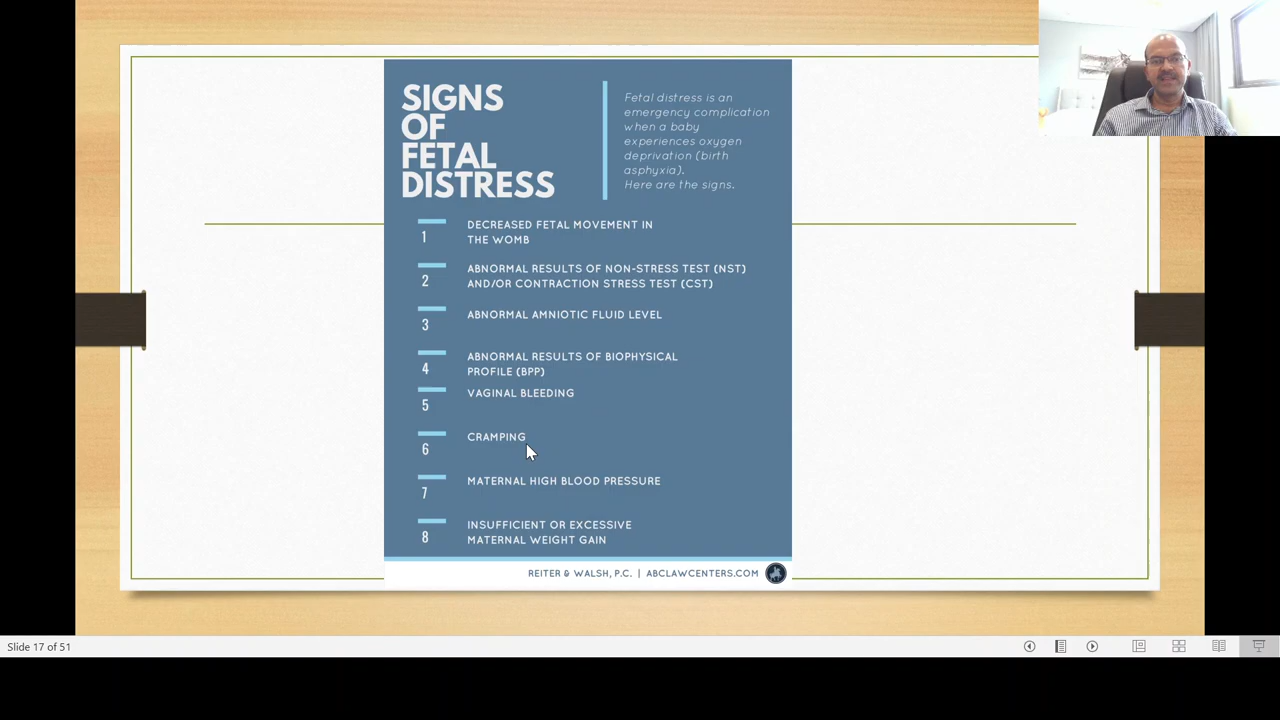 SIGNS
OF
FETAL
DISTRESS
Fetal distress is an
emergency complication
when a baby
experiences oxygen
deprivation (birth
asphyxia).
Here are the signs.
1
DECREASED FETAL MOVEMENT IN
THE WOMB
2
ABNORMAL RESULTS OF NON-STRESS TEST (NST)
AND/OR CONTRACTION STRESS TEST (CST)
3
ABNORMAL AMNIOTIC FLUID LEVEL
4
ABNORMAL RESULTS OF BIOPHYSICAL
PROFILE (BPP)
5
VAGINAL BLEEDING
6
CRAMPING
7
MATERNAL HIGH BLOOD PRESSURE
8
INSUFFICIENT OR EXCESSIVE
MATERNAL WEIGHT GAIN
REITER & WALSH, P.C. | ABCLAWCENTERS.COM
Slide 17 of 51